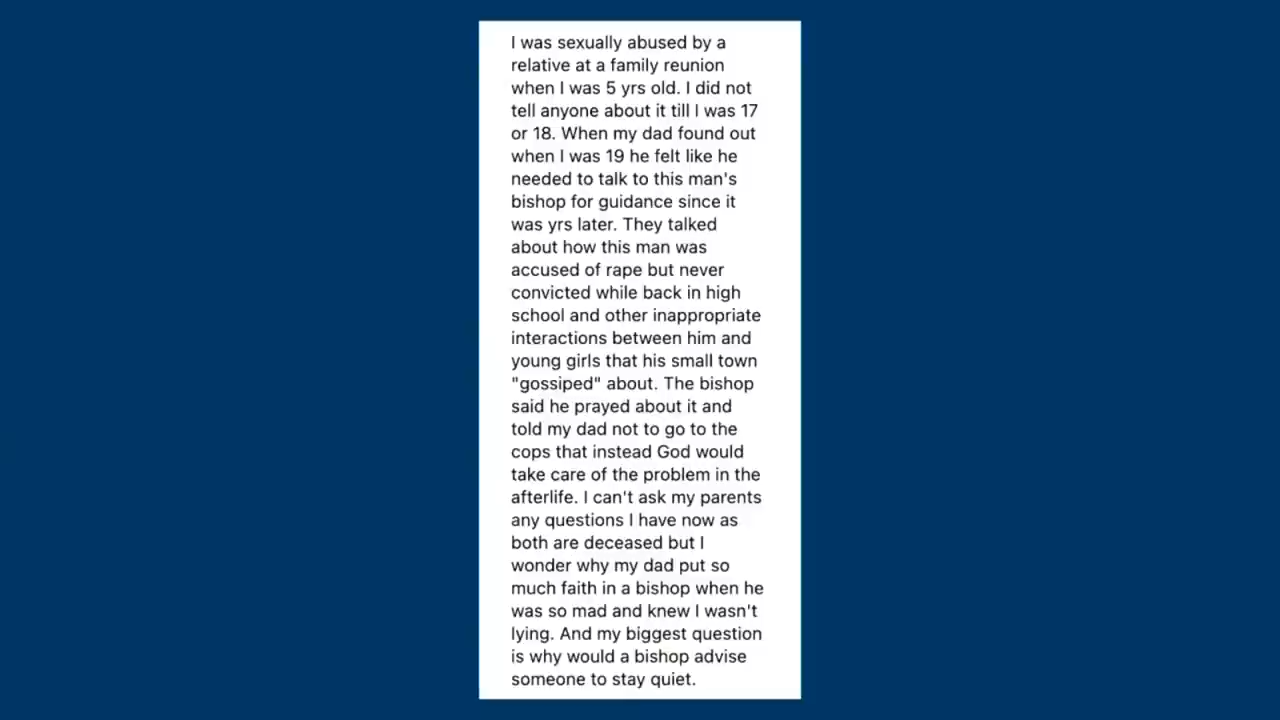 I was sexually abused by a
relative at a family reunion
when I was 5 yrs old. I did not
tell anyone about it till I was 17
or 18. When my dad found out
when I was 19 he felt like he
needed to talk to this man's
bishop for guidance since it
was yrs later. They talked
about how this man was
accused of rape but never
convicted while back in high
school and other inappropriate
interactions between him and
young girls that his small town
"gossiped" about. The bishop
said he prayed about it and
told my dad not to go to the
cops that instead God would
take care of the problem in the
afterlife. I can't ask my parents
any questions I have now as
both are deceased but I
wonder why my dad put so
much faith in a bishop when he
was so mad and knew I wasn't
lying. And my biggest question
is why would a bishop advise
someone to stay quiet.